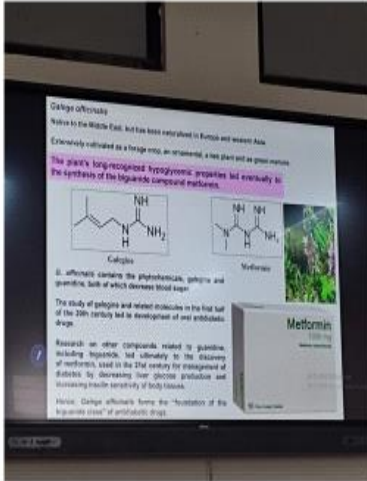 Galega officinalis
Native to the Middle East, but has been naturalized in Europe and western Asia.
Extensively cultivated as a forage crop, an ornamental, a bee plant and as green manure.
The plant's long-recognized hypoglycemic properties led eventually to
the synthesis of the biguanide compound metformin.
NH
N
H
NH₂
Galegine
NH NH
N
N
H
NH₂
Metformin
G. officinalis contains the phytochemicals, galegine and
guanidine, both of which decrease blood sugar.
The study of galegine and related molecules in the first half
of the 20th century led to development of oral antidiabetic
drugs.
Research on other compounds related to guanidine,
including biguanide, led ultimately to the discovery
of metformin, used in the 21st century for management of
diabetes by decreasing liver glucose production and
increasing insulin sensitivity of body tissues.
Hence, Galega officinalis forms the "foundation of the
biguanide class" of antidiabetic drugs.
Metformin